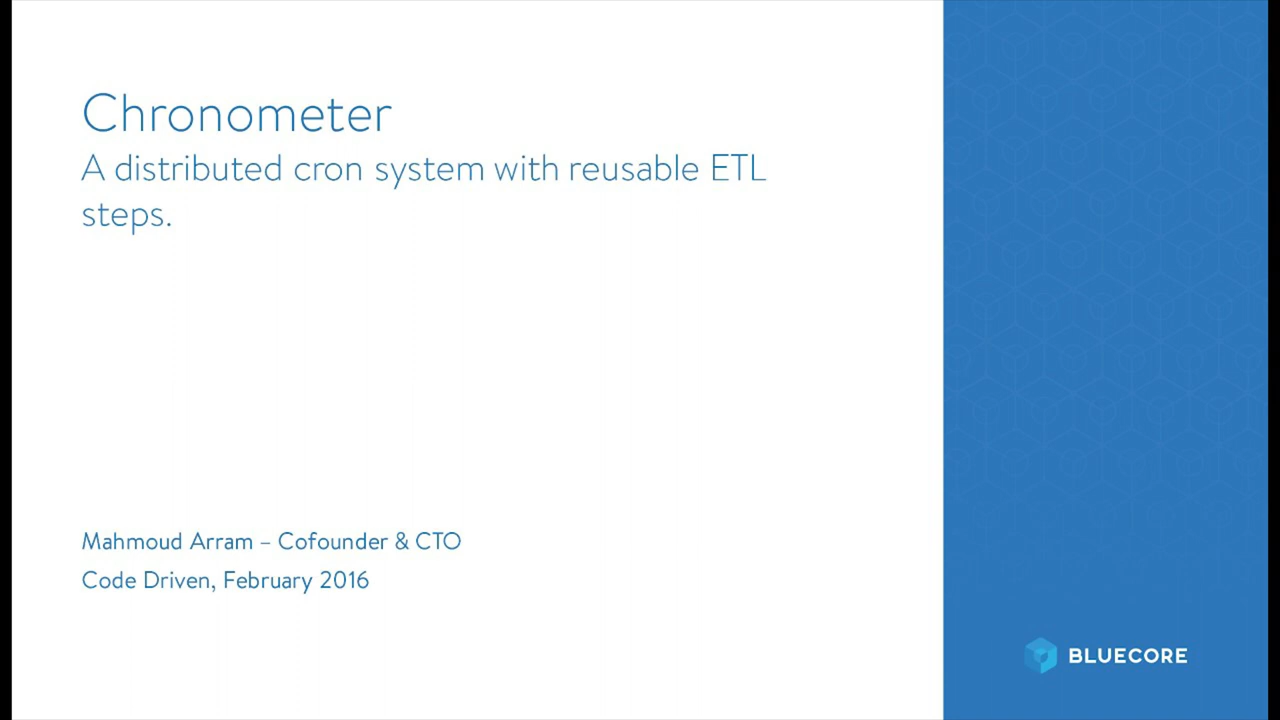 Chronometer
A distributed cron system with reusable ETL
steps.
Mahmoud Arram – Cofounder & CTO
Code Driven, February 2016
BLUECORE